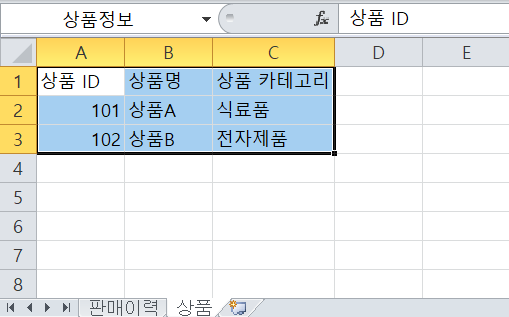 상품정보 fx 상품 ID
A B C D E
1 상품 ID 상품명 상품 카테고리
2 101 상품A 식료품
3 102 상품B 전자제품
4
5
6
7
8
판매이력 상품